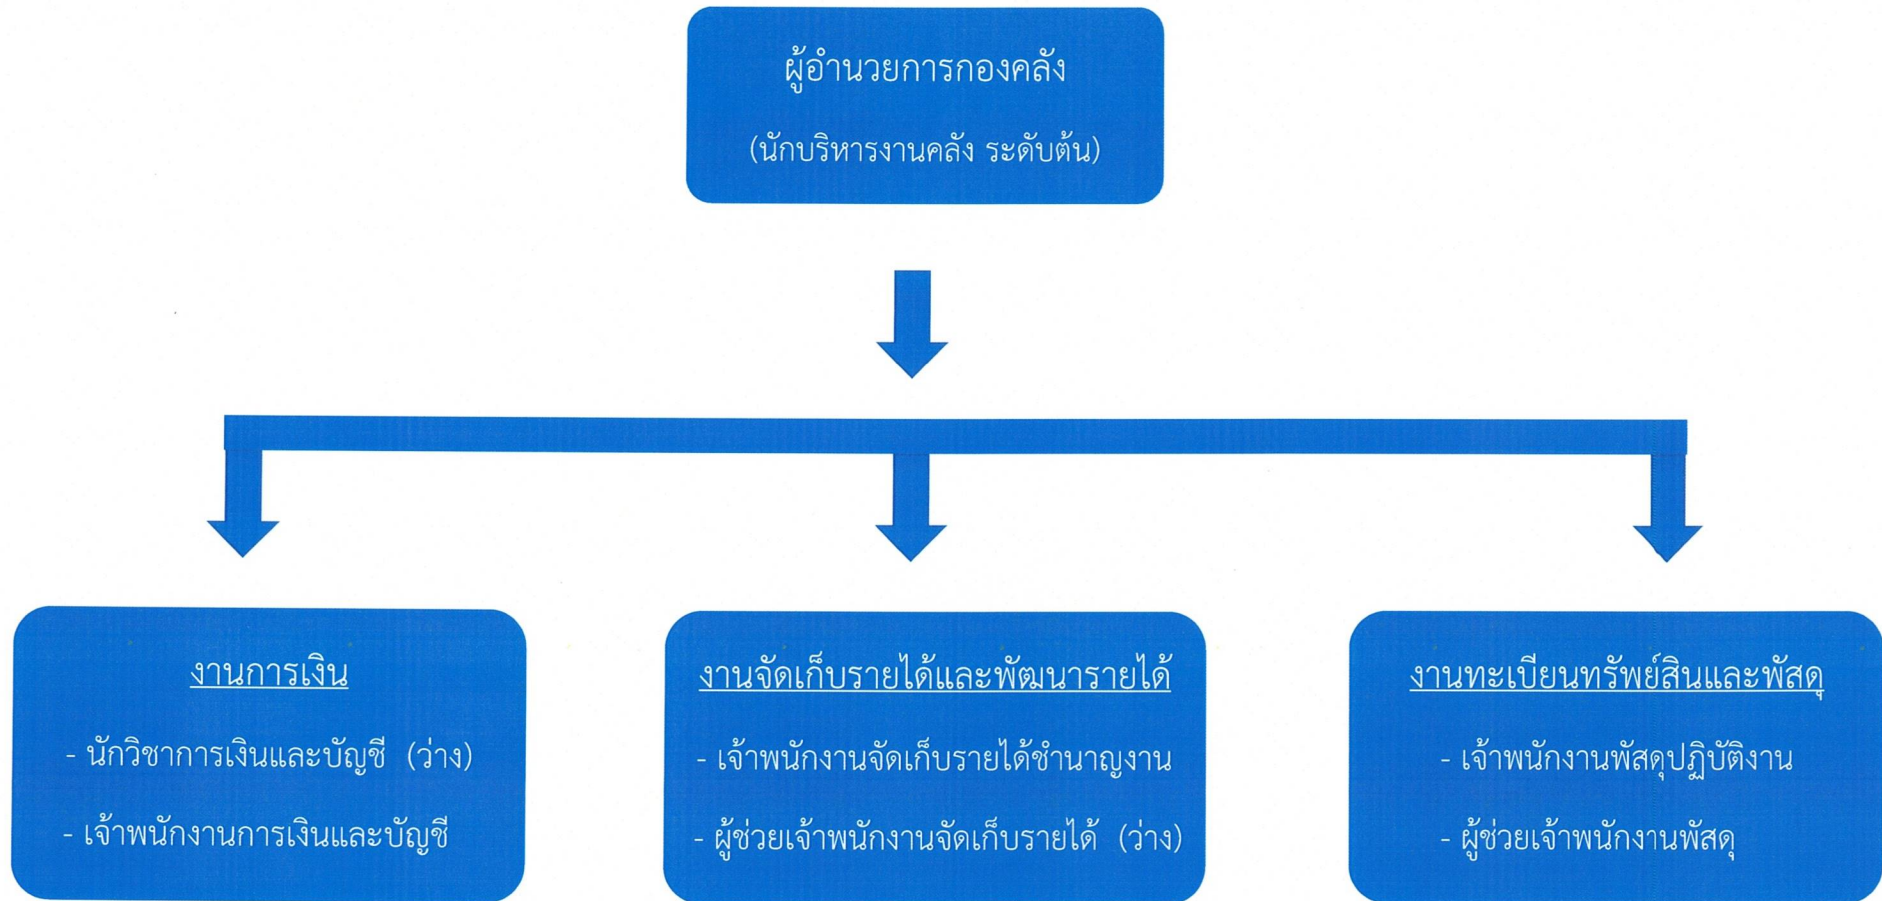 ผู้อำนวยการกองคลัง
(นักบริหารงานคลัง ระดับต้น)
งานการเงิน
- นักวิชาการเงินและบัญชี (ว่าง)
- เจ้าพนักงานการเงินและบัญชี
งานจัดเก็บรายได้และพัฒนารายได้
- เจ้าพนักงานจัดเก็บรายได้ชำนาญงาน
- ผู้ช่วยเจ้าพนักงานจัดเก็บรายได้ (ว่าง)
งานทะเบียนทรัพย์สินและพัสดุ
- เจ้าพนักงานพัสดุปฏิบัติงาน
- ผู้ช่วยเจ้าพนักงานพัสดุ